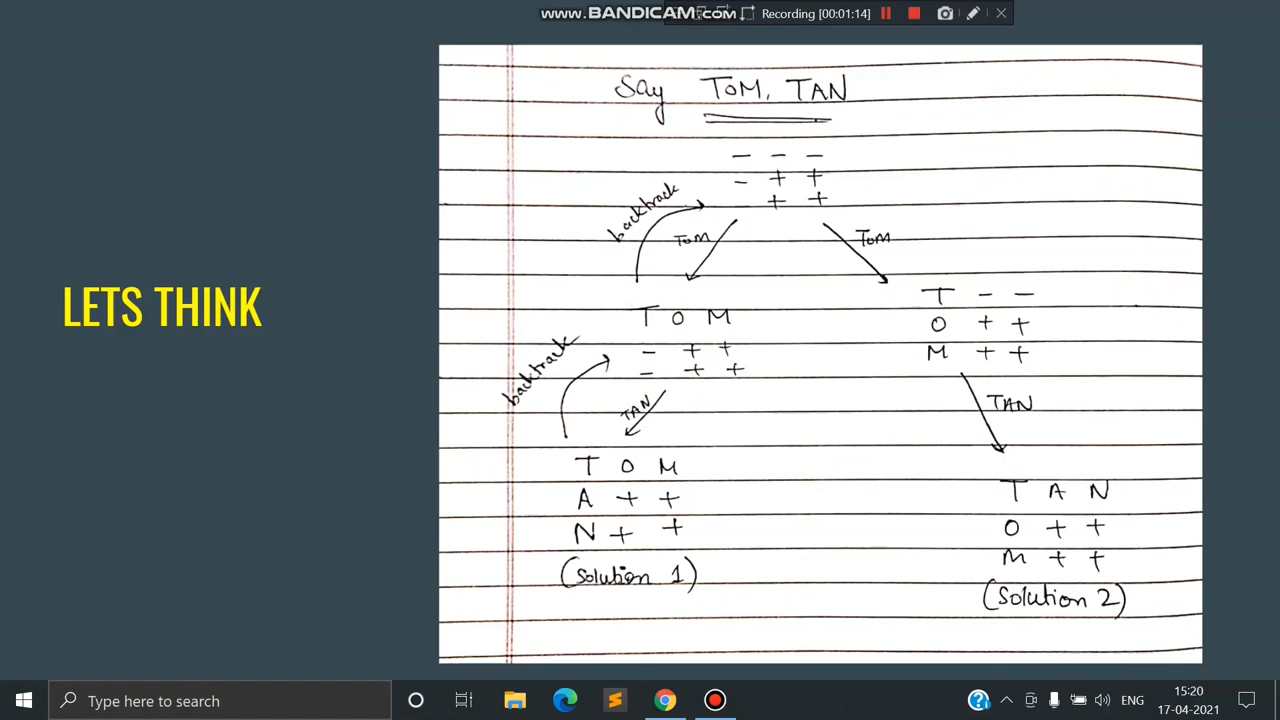 www.BANDICAM.com Recording [00:01:14]
Say TOM, TAN
- - -
- + +
- + +
backtrack
TOM
TOM
LETS THINK
T O M
- + +
- + +
T - -
O + +
M + +
backtrack
TAN
TAN
T O M
A + +
N + +
(Solution 1)
T A N
O + +
M + +
(Solution 2)
Type here to search
ENG
15:20
17-04-2021